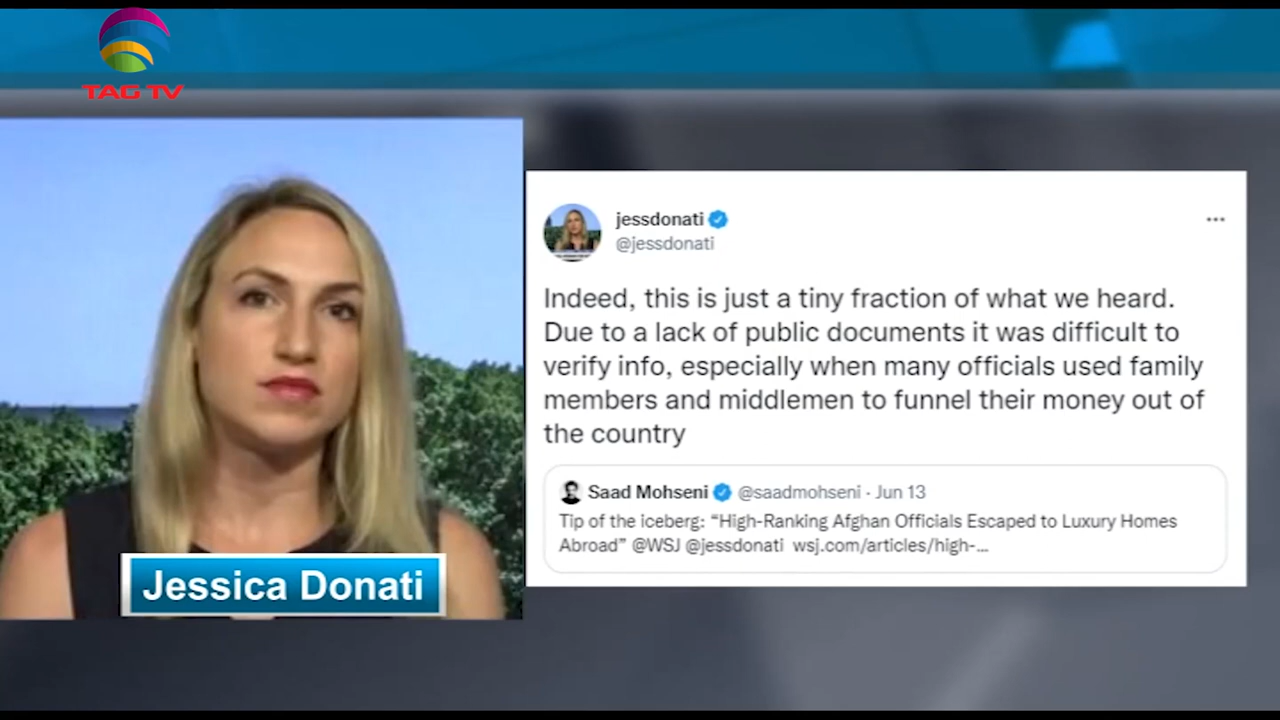 TAG TV
jessdonati
@jessdonati
Indeed, this is just a tiny fraction of what we heard.
Due to a lack of public documents it was difficult to
verify info, especially when many officials used family
members and middlemen to funnel their money out of
the country
Saad Mohseni @saadmohseni · Jun 13
Tip of the iceberg: “High-Ranking Afghan Officials Escaped to Luxury Homes
Abroad” @WSJ @jessdonati wsj.com/articles/high-...
Jessica Donati